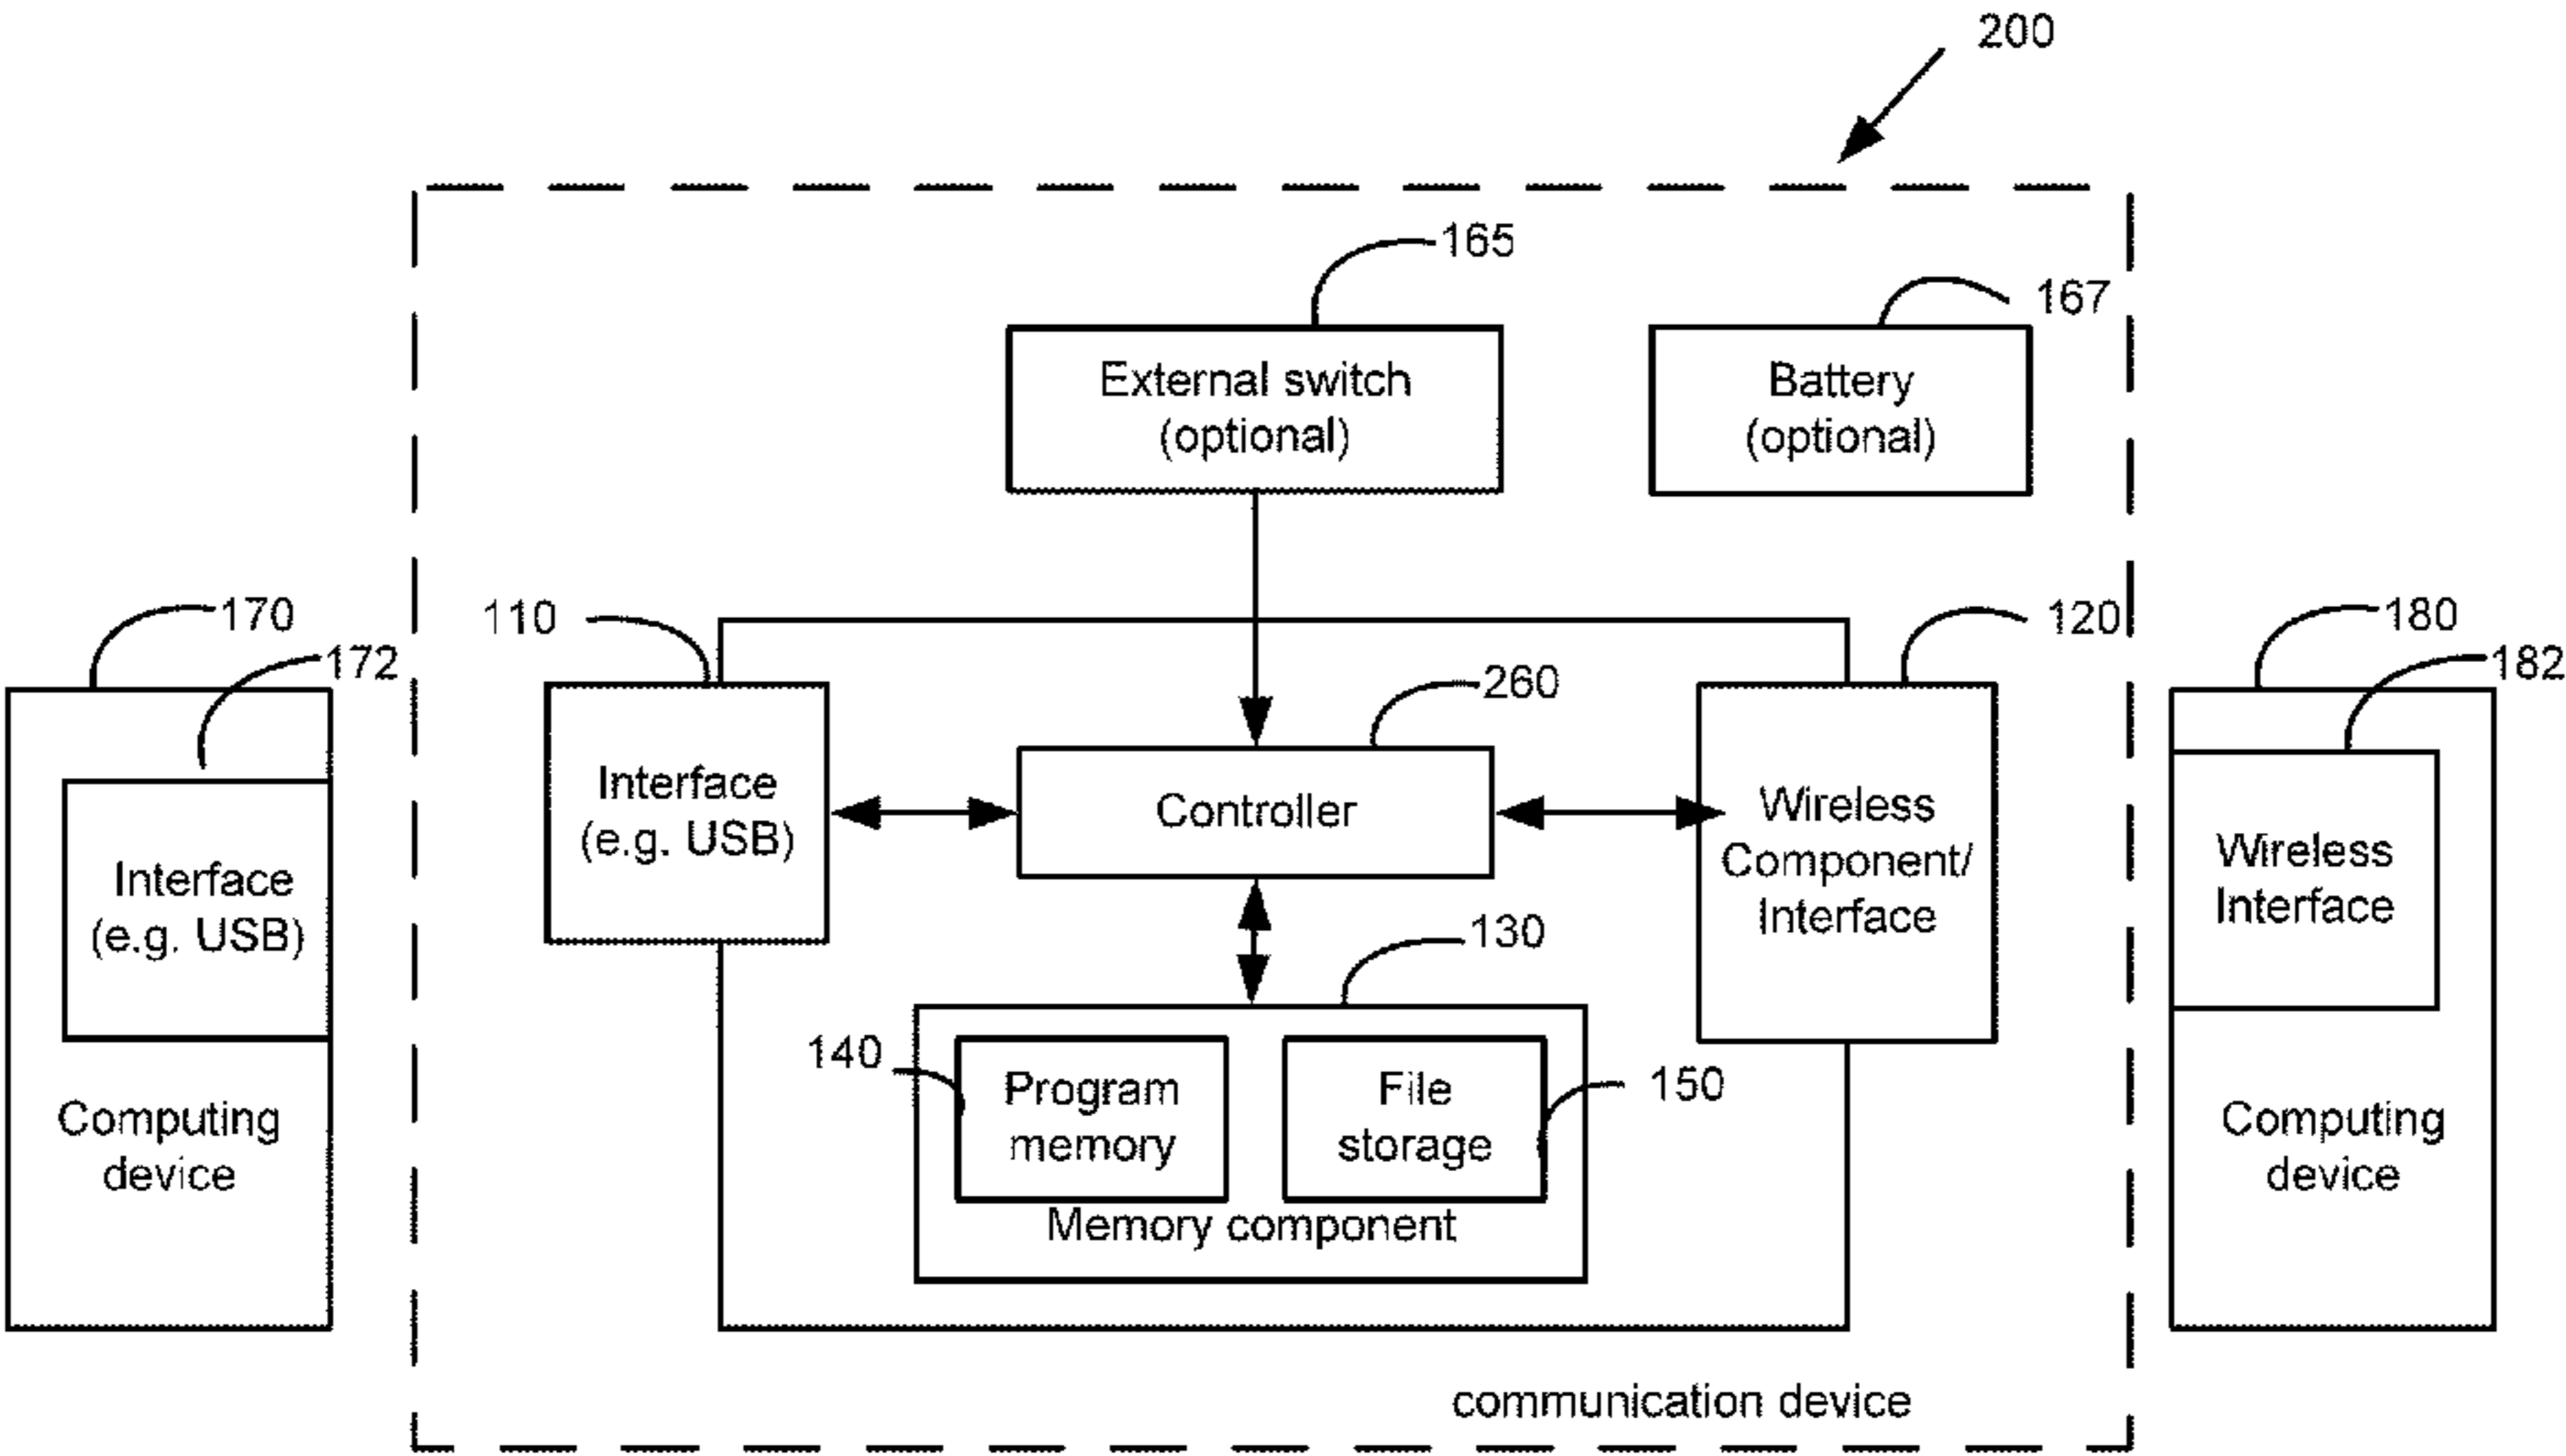 200
165
167
External switch
(optional)
Battery
(optional)
170
172
110
260
120
180
182
Interface
(e.g. USB)
Controller
Wireless
Component/
Interface
Interface
(e.g. USB)
Wireless
Interface
130
140
150
Program
memory
File
storage
Memory component
Computing
device
Computing
device
communication device